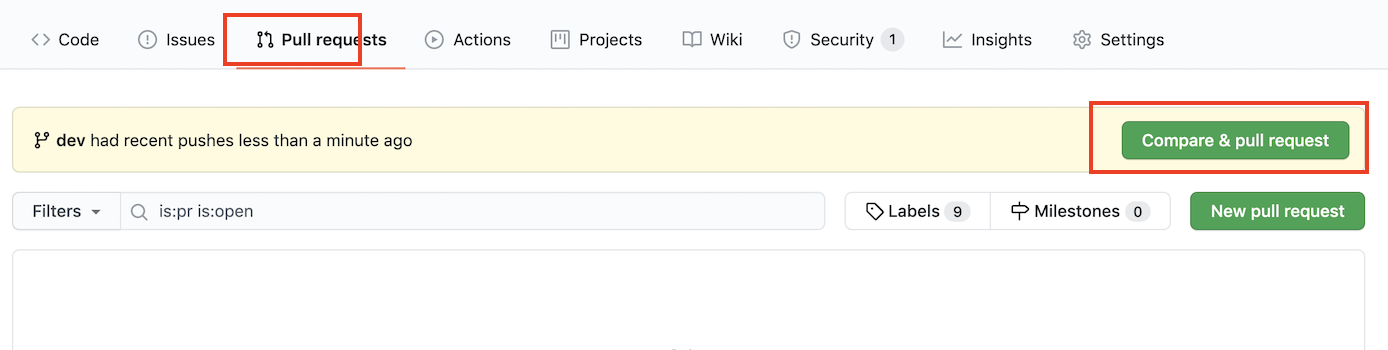 Code Issues Pull requests Actions Projects Wiki Security 1 Insights Settings
dev had recent pushes less than a minute ago Compare & pull request
Filters is:pr is:open Labels 9 Milestones 0 New pull request